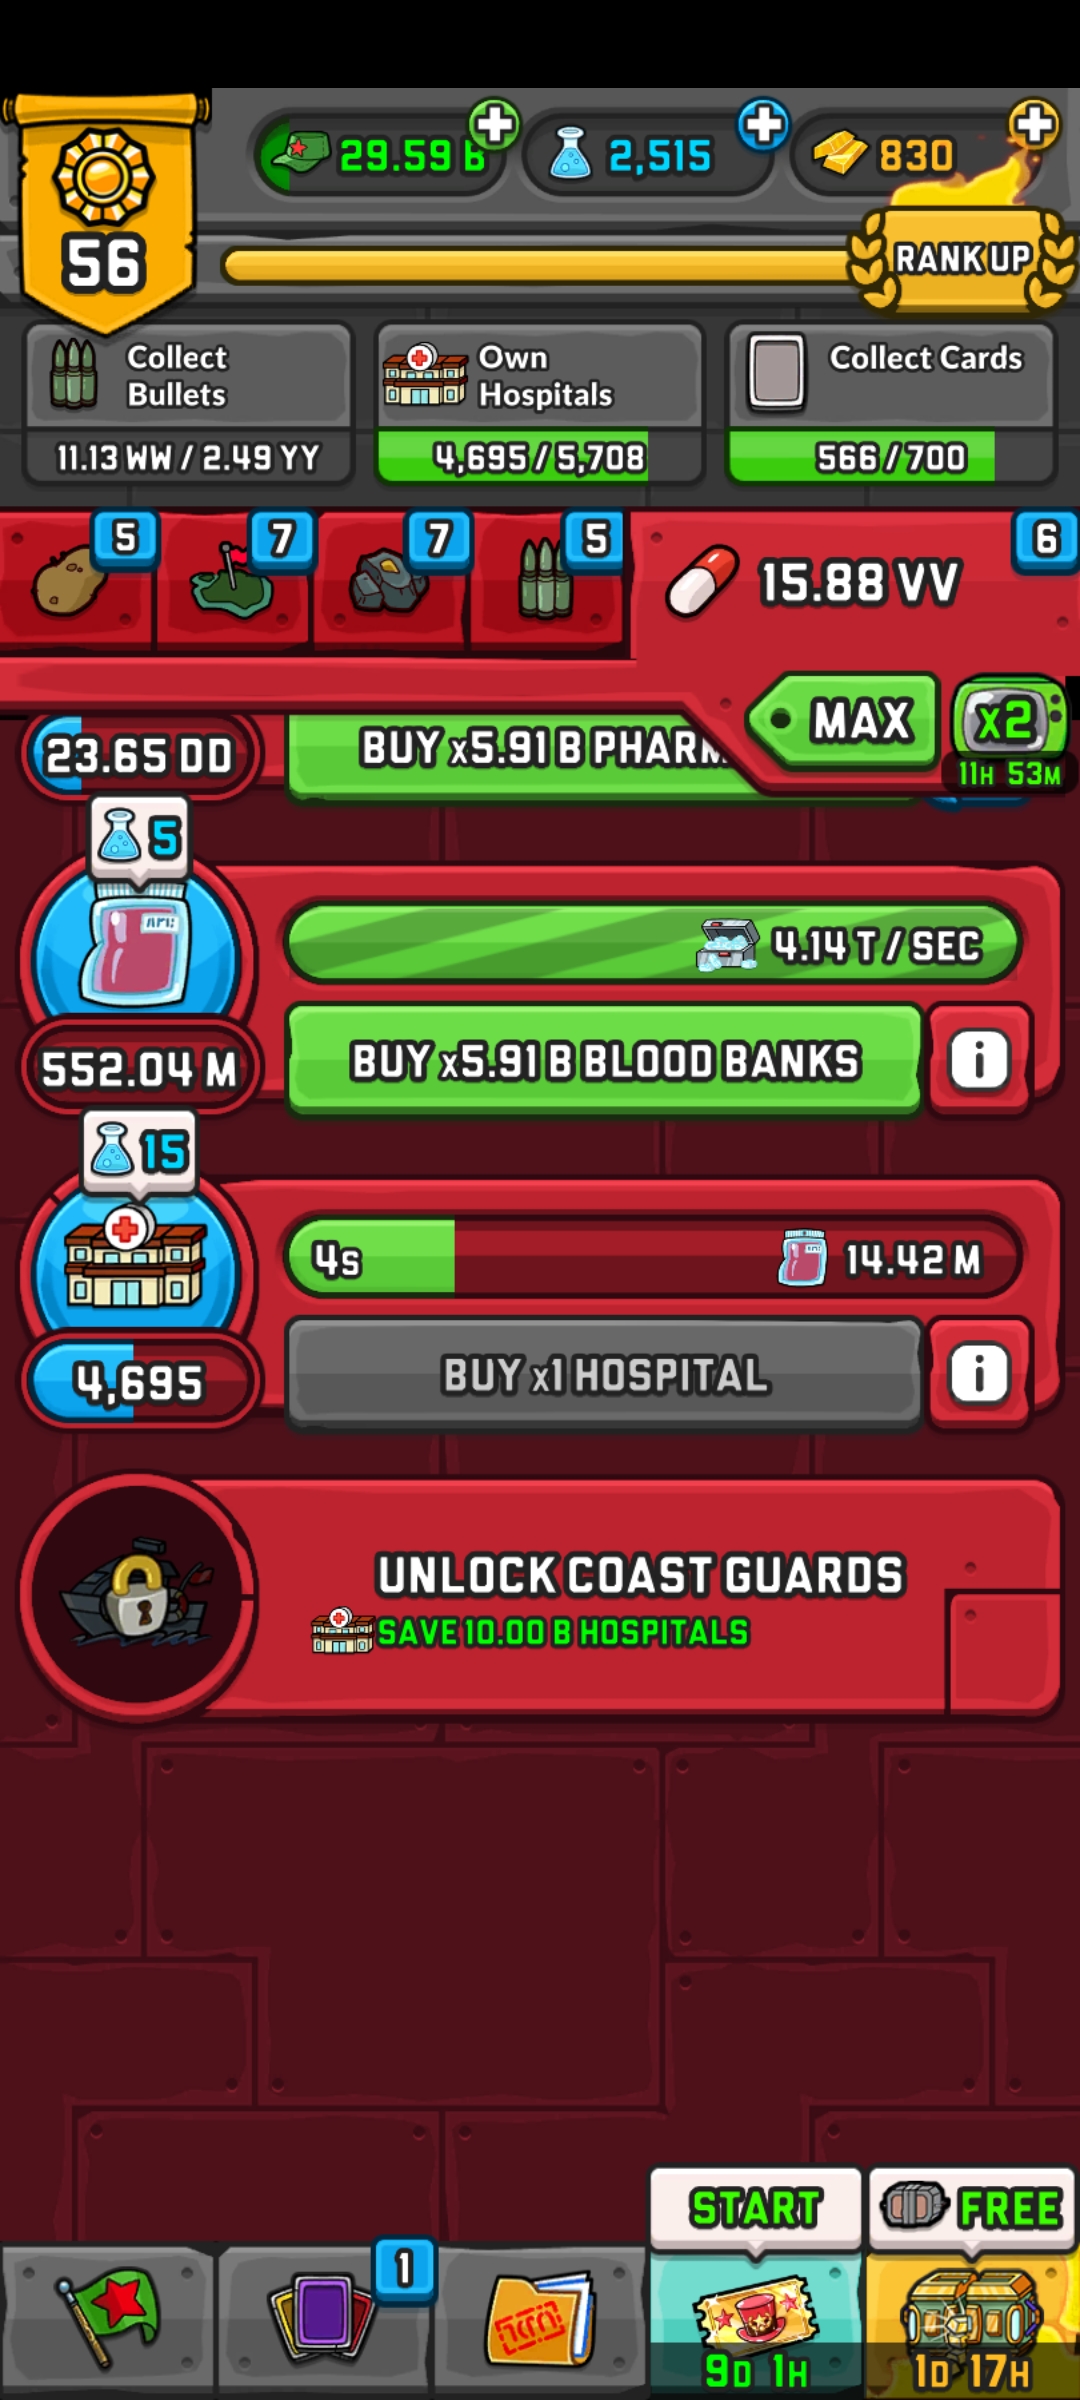 29.59 B
2,515
830
56
RANK UP
Collect
Bullets
11.13 WW / 2.49 YY
Own
Hospitals
4,695 / 5,708
Collect Cards
566 / 700
5
7
7
5
15.88 VV
6
MAX
x2
11H 53M
23.65 DD
BUY x5.91 B PHARM
5
4.14 T / SEC
552.04 M
BUY x5.91 B BLOOD BANKS
i
15
4s
14.42 M
4,695
BUY x1 HOSPITAL
i
UNLOCK COAST GUARDS
SAVE 10.00 B HOSPITALS
START
FREE
1
9D 1H
1D 17H